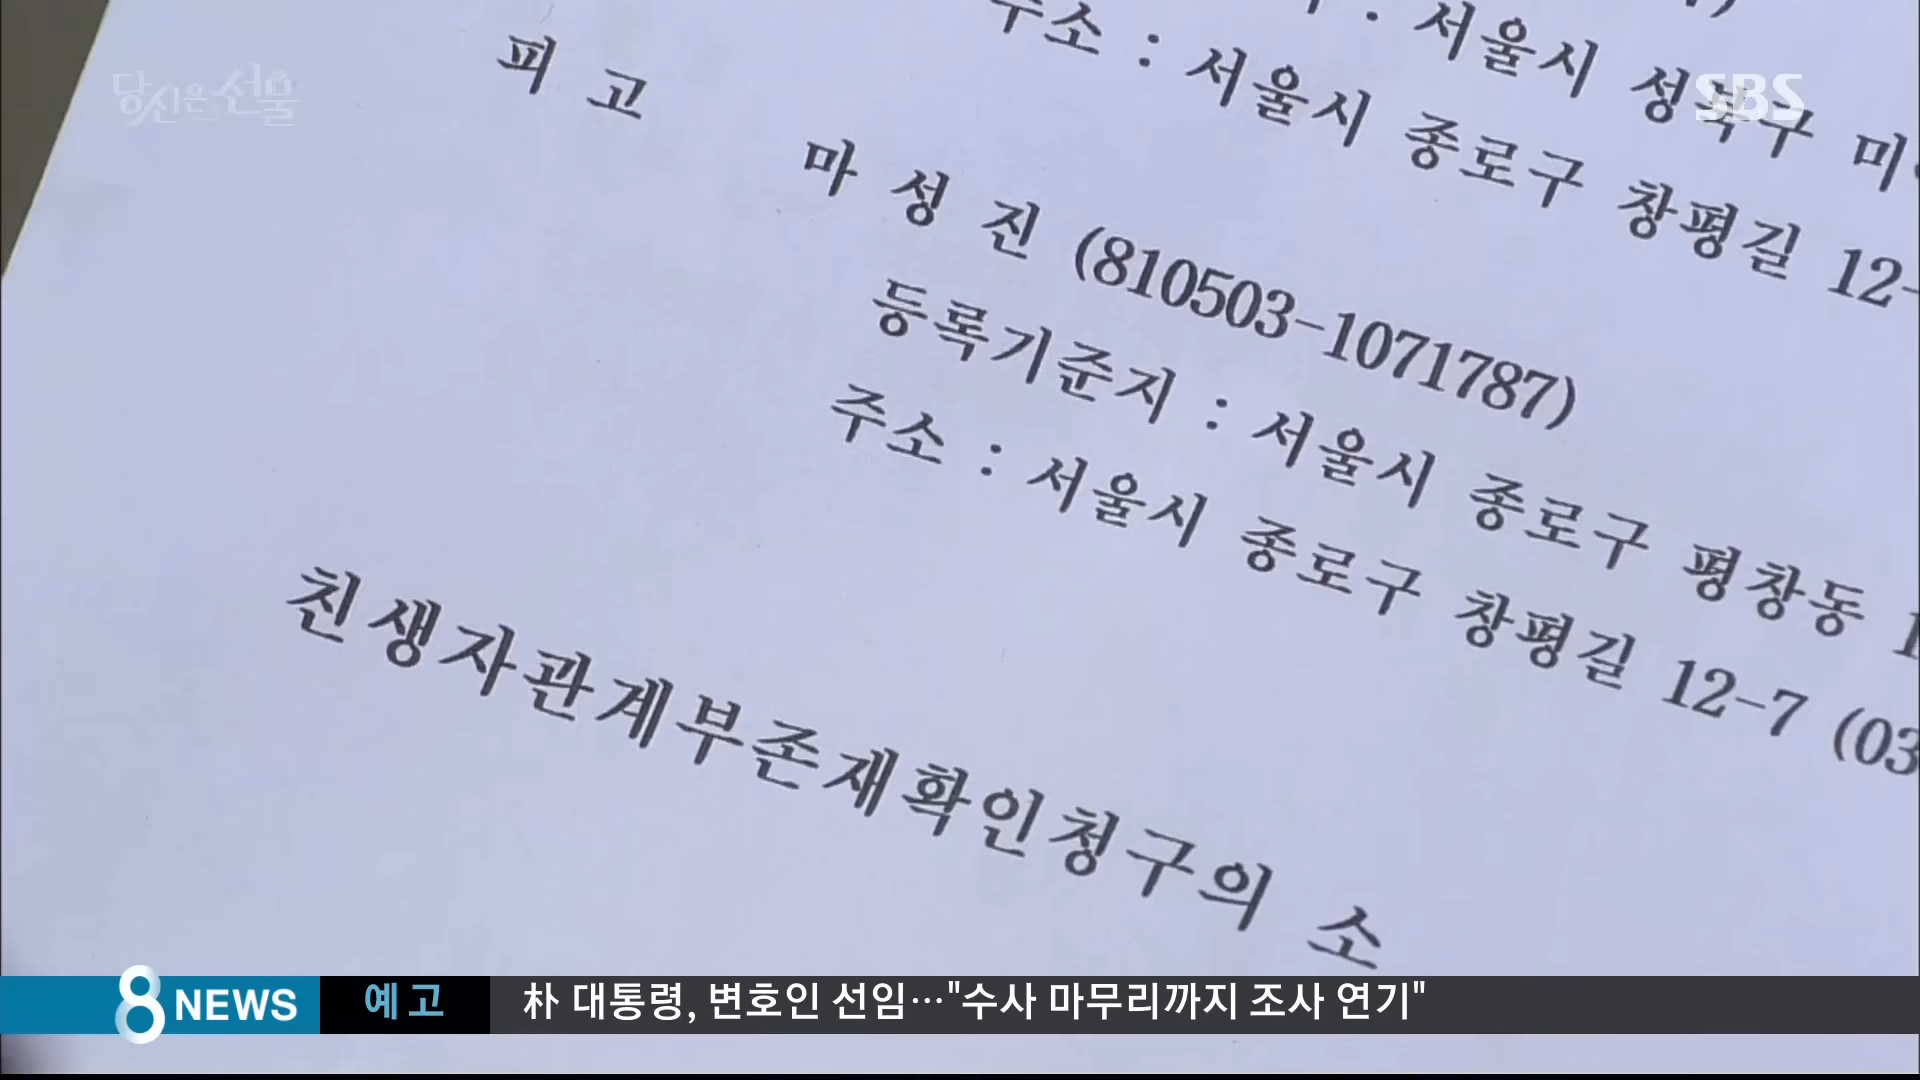 당신은 선물
SBS
: 서울시 성북구
주소 : 서울시 종로구 창평길 12-
피 고
마 성 진 (810503-1071787)
등록기준지 : 서울시 종로구 평창동 1
주소 : 서울시 종로구 창평길 12-7 (03
친생자관계부존재확인청구의 소
8 NEWS 예고 朴 대통령, 변호인 선임…"수사 마무리까지 조사 연기"